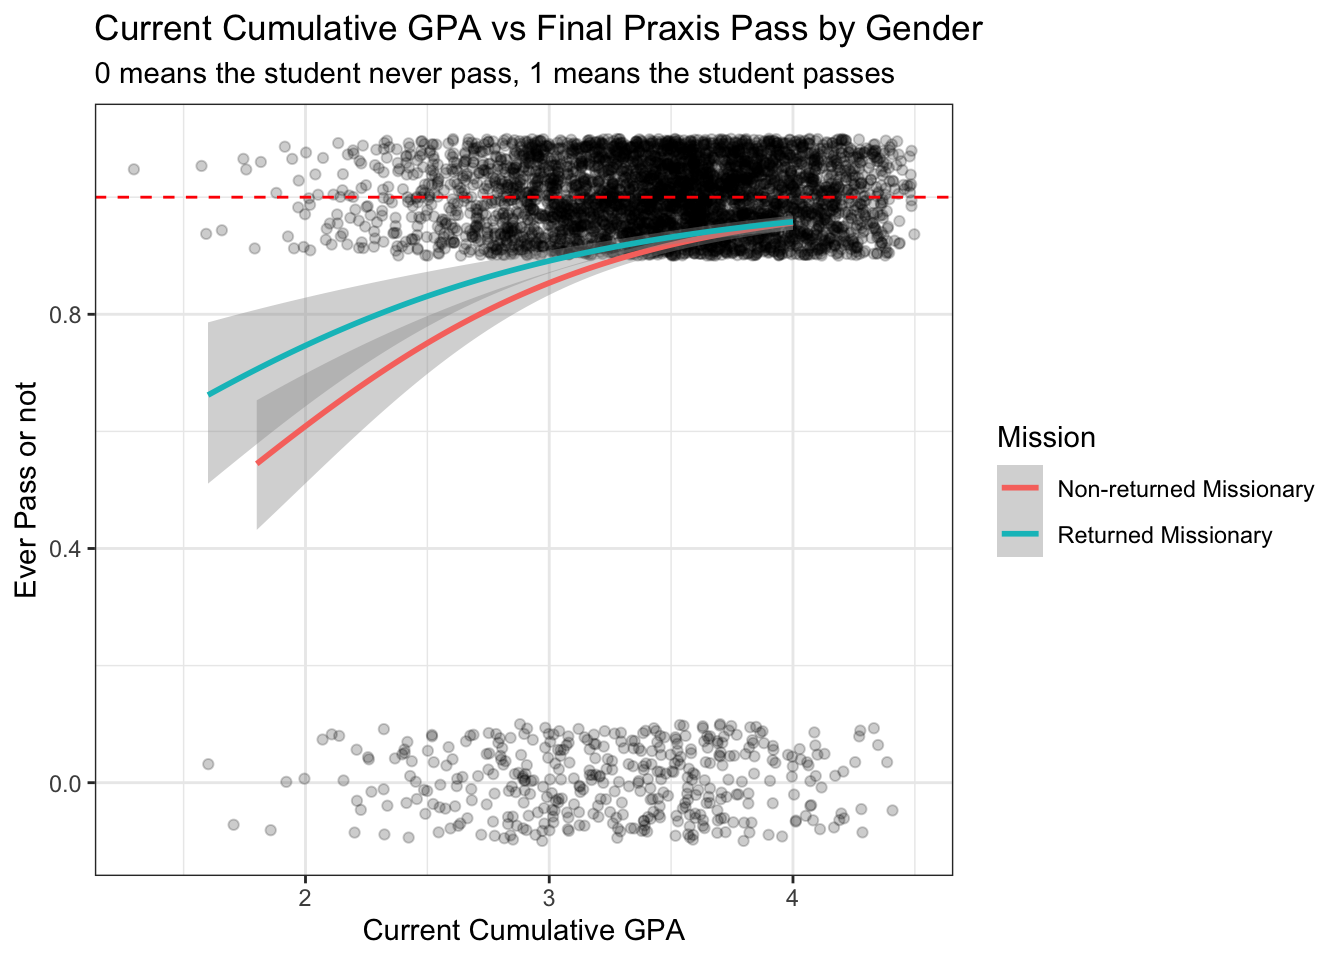 Current Cumulative GPA vs Final Praxis Pass by Gender
0 means the student never pass, 1 means the student passes
Ever Pass or not
0.8
0.4
0.0
2
3
4
Current Cumulative GPA
Mission
Non-returned Missionary
Returned Missionary